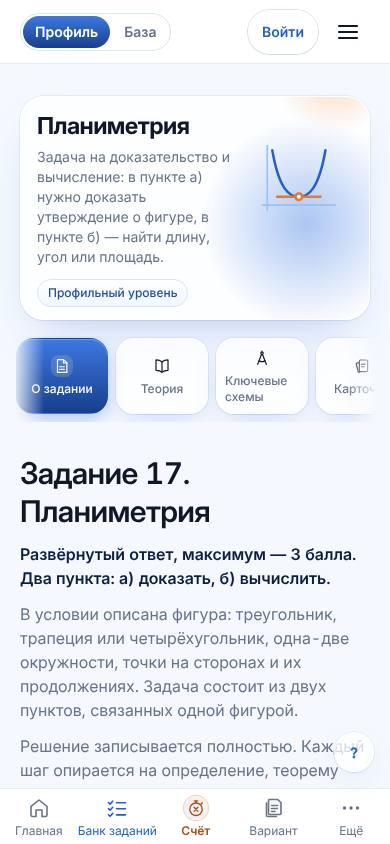 Профиль База Войти
Планиметрия
Задача на доказательство и
вычисление: в пункте а)
нужно доказать
утверждение о фигуре, в
пункте б) — найти длину,
угол или площадь.
Профильный уровень
О задании
Теория
Ключевые
схемы
Карточ
Задание 17.
Планиметрия
Развёрнутый ответ, максимум — 3 балла.
Два пункта: а) доказать, б) вычислить.
В условии описана фигура: треугольник,
трапеция или четырёхугольник, одна-две
окружности, точки на сторонах и их
продолжениях. Задача состоит из двух
пунктов, связанных одной фигурой.
Решение записывается полностью. Каждый
шаг опирается на определение, теорему
?
Главная Банк заданий Счёт Вариант Ещё